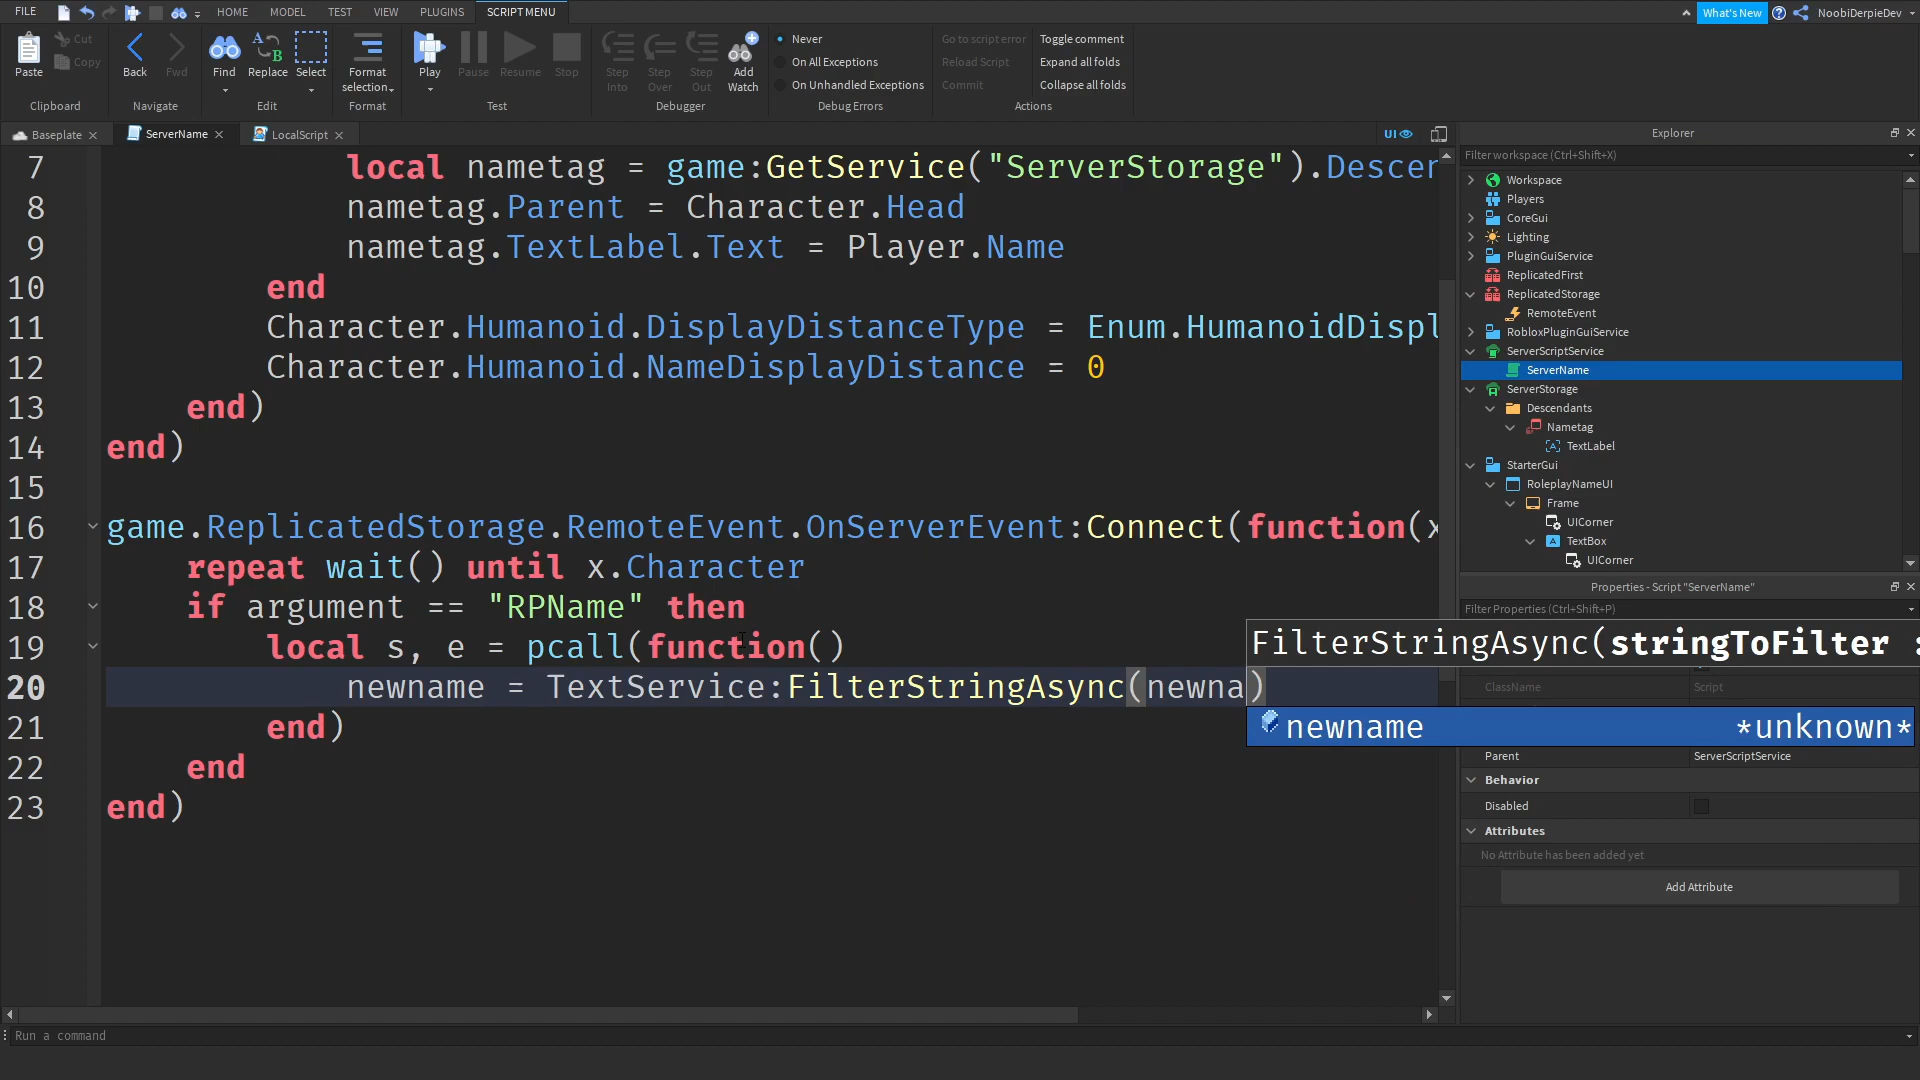 FILE HOME MODEL TEST VIEW PLUGINS SCRIPT MENU What's New NoobiDerpieDev
Paste Cut Copy Clipboard
Back Fwd Navigate
Find Replace Select Edit
Format selection Format
Play Pause Resume Stop Test
Step Into Step Over Step Out Add Watch Debugger
Never
On All Exceptions
On Unhandled Exceptions
Debug Errors
Go to script error
Reload Script
Commit
Toggle comment
Expand all folds
Collapse all folds
Actions
Baseplate ServerName LocalScript UI
7 local nametag = game:GetService("ServerStorage").Descen
8 nametag.Parent = Character.Head
9 nametag.TextLabel.Text = Player.Name
10 end
11 Character.Humanoid.DisplayDistanceType = Enum.HumanoidDispl
12 Character.Humanoid.NameDisplayDistance = 0
13 end)
14 end)
15
16 game.ReplicatedStorage.RemoteEvent.OnServerEvent:Connect(function(x
17 repeat wait() until x.Character
18 if argument == "RPName" then
19 local s, e = pcall(function()
20 newname = TextService:FilterStringAsync(newna)
21 end)
22 end
23 end)
FilterStringAsync(stringToFilter :
newname *unknown*
Explorer
Filter workspace (Ctrl+Shift+X)
Workspace
Players
CoreGui
Lighting
PluginGuiService
ReplicatedFirst
ReplicatedStorage
RemoteEvent
RobloxPluginGuiService
ServerScriptService
ServerName
ServerStorage
Descendants
Nametag
TextLabel
StarterGui
RoleplayNameUI
Frame
UICorner
TextBox
UICorner
Properties - Script "ServerName"
Filter Properties (Ctrl+Shift+P)
ClassName Script
Parent ServerScriptService
Behavior
Disabled
Attributes
No Attribute has been added yet
Add Attribute
Run a command